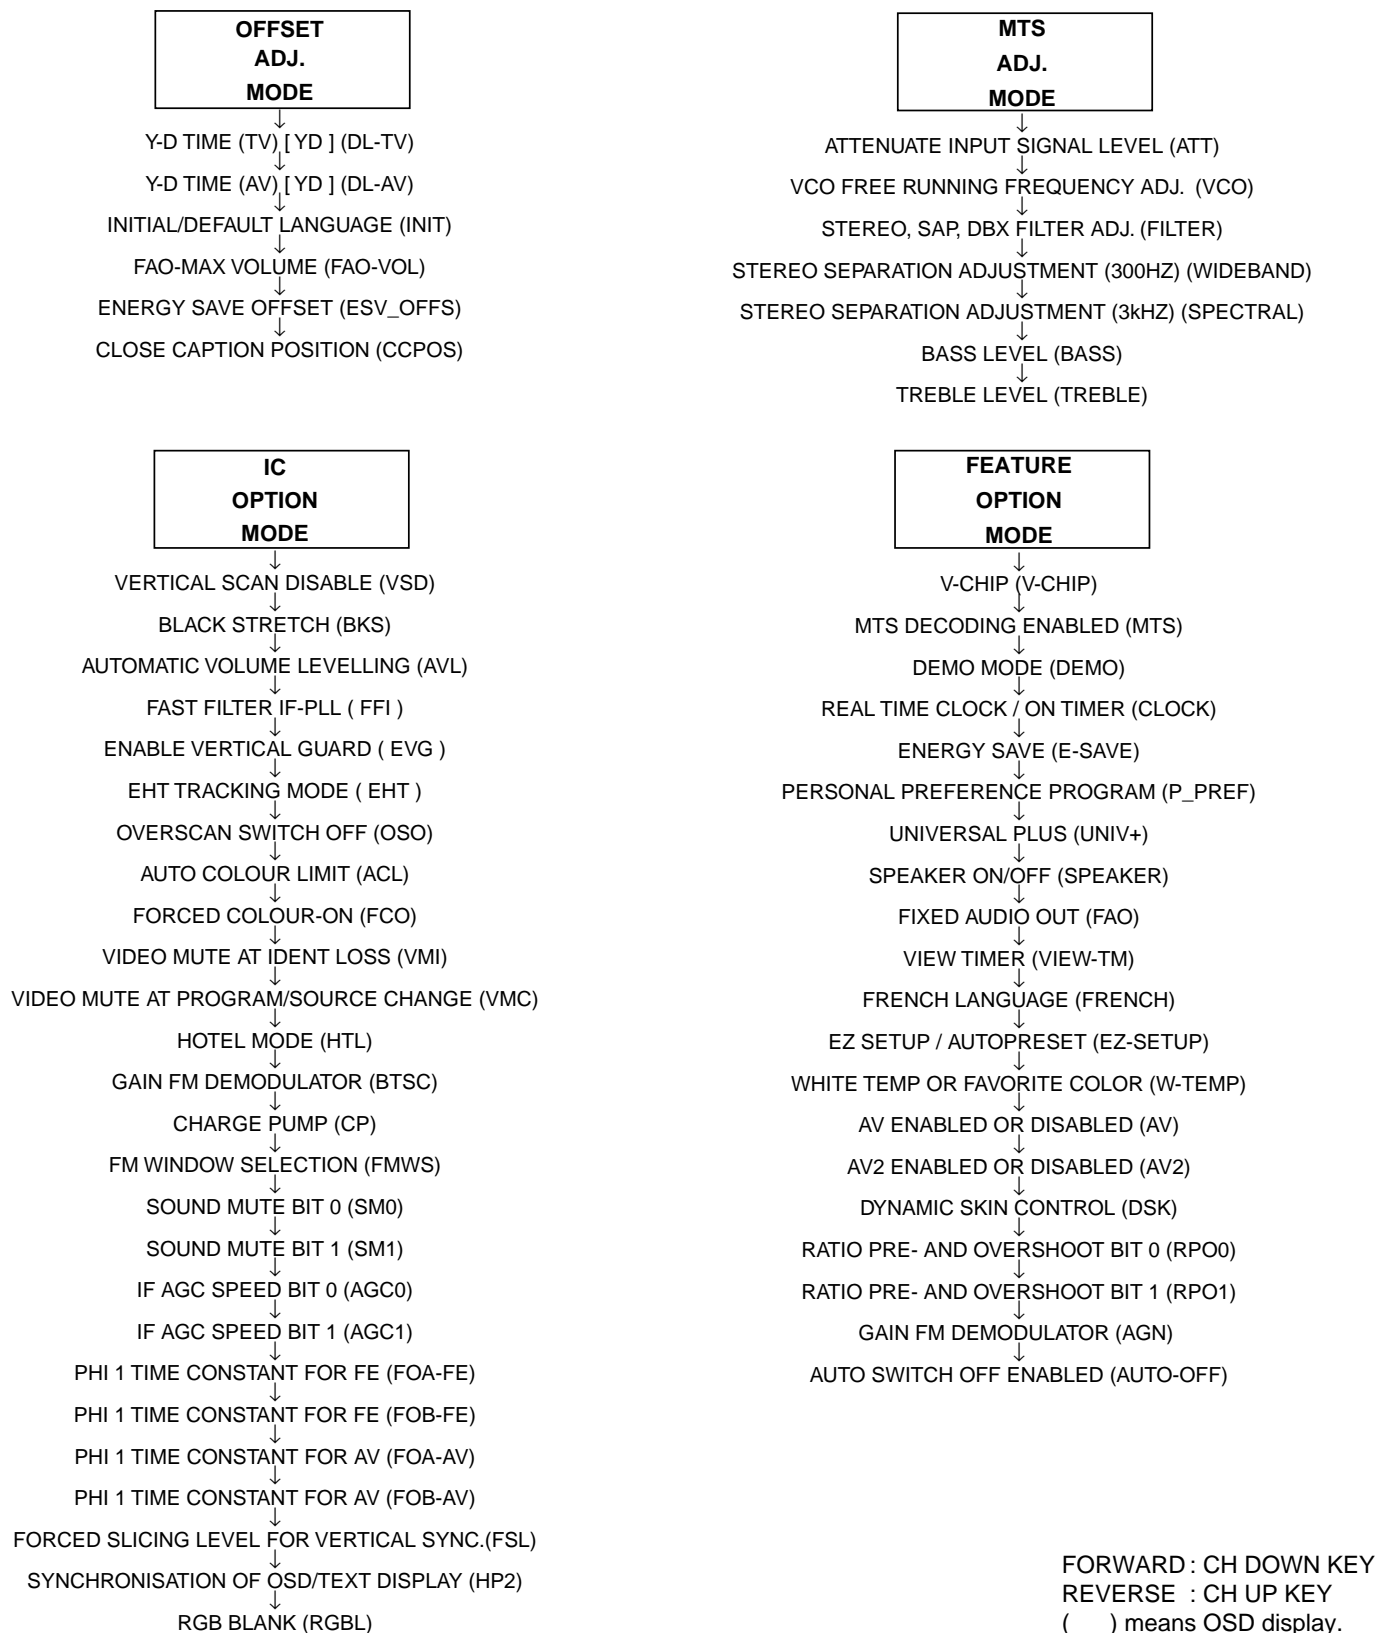 OFFSET
ADJ.
MODE
Y-D TIME (TV) [ YD ] (DL-TV)
Y-D TIME (AV) [ YD ] (DL-AV)
INITIAL/DEFAULT LANGUAGE (INIT)
FAO-MAX VOLUME (FAO-VOL)
ENERGY SAVE OFFSET (ESV_OFFS)
CLOSE CAPTION POSITION (CCPOS)
MTS
ADJ.
MODE
ATTENUATE INPUT SIGNAL LEVEL (ATT)
VCO FREE RUNNING FREQUENCY ADJ. (VCO)
STEREO, SAP, DBX FILTER ADJ. (FILTER)
STEREO SEPARATION ADJUSTMENT (300HZ) (WIDEBAND)
STEREO SEPARATION ADJUSTMENT (3kHZ) (SPECTRAL)
BASS LEVEL (BASS)
TREBLE LEVEL (TREBLE)
IC
OPTION
MODE
VERTICAL SCAN DISABLE (VSD)
BLACK STRETCH (BKS)
AUTOMATIC VOLUME LEVELLING (AVL)
FAST FILTER IF-PLL ( FFI )
ENABLE VERTICAL GUARD ( EVG )
EHT TRACKING MODE ( EHT )
OVERSCAN SWITCH OFF (OSO)
AUTO COLOUR LIMIT (ACL)
FORCED COLOUR-ON (FCO)
VIDEO MUTE AT IDENT LOSS (VMI)
VIDEO MUTE AT PROGRAM/SOURCE CHANGE (VMC)
HOTEL MODE (HTL)
GAIN FM DEMODULATOR (BTSC)
CHARGE PUMP (CP)
FM WINDOW SELECTION (FMWS)
SOUND MUTE BIT 0 (SM0)
SOUND MUTE BIT 1 (SM1)
IF AGC SPEED BIT 0 (AGC0)
IF AGC SPEED BIT 1 (AGC1)
PHI 1 TIME CONSTANT FOR FE (FOA-FE)
PHI 1 TIME CONSTANT FOR FE (FOB-FE)
PHI 1 TIME CONSTANT FOR AV (FOA-AV)
PHI 1 TIME CONSTANT FOR AV (FOB-AV)
FORCED SLICING LEVEL FOR VERTICAL SYNC.(FSL)
SYNCHRONISATION OF OSD/TEXT DISPLAY (HP2)
RGB BLANK (RGBL)
FEATURE
OPTION
MODE
V-CHIP (V-CHIP)
MTS DECODING ENABLED (MTS)
DEMO MODE (DEMO)
REAL TIME CLOCK / ON TIMER (CLOCK)
ENERGY SAVE (E-SAVE)
PERSONAL PREFERENCE PROGRAM (P_PREF)
UNIVERSAL PLUS (UNIV+)
SPEAKER ON/OFF (SPEAKER)
FIXED AUDIO OUT (FAO)
VIEW TIMER (VIEW-TM)
FRENCH LANGUAGE (FRENCH)
EZ SETUP / AUTOPRESET (EZ-SETUP)
WHITE TEMP OR FAVORITE COLOR (W-TEMP)
AV ENABLED OR DISABLED (AV)
AV2 ENABLED OR DISABLED (AV2)
DYNAMIC SKIN CONTROL (DSK)
RATIO PRE- AND OVERSHOOT BIT 0 (RPO0)
RATIO PRE- AND OVERSHOOT BIT 1 (RPO1)
GAIN FM DEMODULATOR (AGN)
AUTO SWITCH OFF ENABLED (AUTO-OFF)
FORWARD : CH DOWN KEY
REVERSE : CH UP KEY
( ) means OSD display.